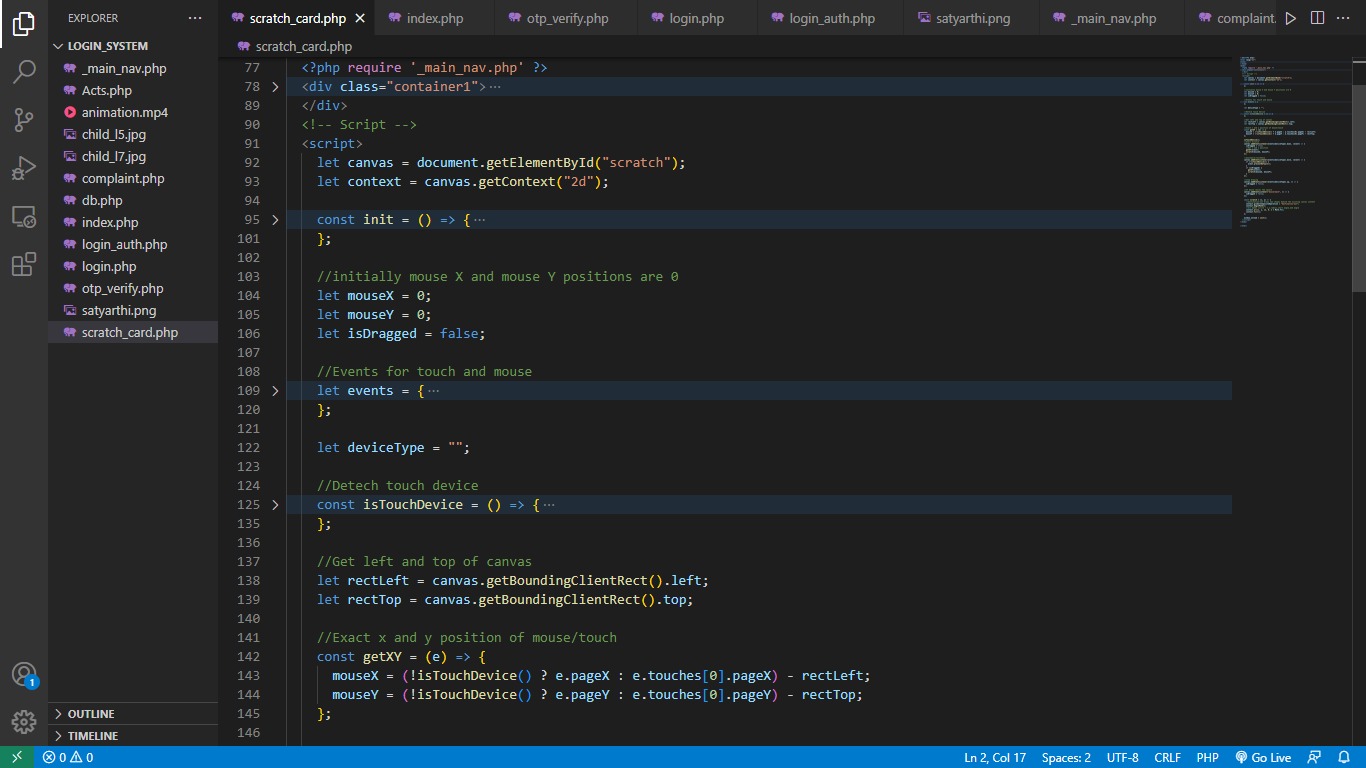 EXPLORER
LOGIN_SYSTEM
_main_nav.php
Acts.php
animation.mp4
child_l5.jpg
child_l7.jpg
complaint.php
db.php
index.php
login_auth.php
login.php
otp_verify.php
satyarthi.png
scratch_card.php
OUTLINE
TIMELINE
scratch_card.php index.php otp_verify.php login.php login_auth.php satyarthi.png _main_nav.php complaint.
scratch_card.php
77 <?php require '_main_nav.php' ?>
78 <div class="container1">…
89 </div>
90 <!-- Script -->
91 <script>
92 let canvas = document.getElementById("scratch");
93 let context = canvas.getContext("2d");
94
95 const init = () => {…
101 };
102
103 //initially mouse X and mouse Y positions are 0
104 let mouseX = 0;
105 let mouseY = 0;
106 let isDragged = false;
107
108 //Events for touch and mouse
109 let events = {…
120 };
121
122 let deviceType = "";
123
124 //Detech touch device
125 const isTouchDevice = () => {…
135 };
136
137 //Get left and top of canvas
138 let rectLeft = canvas.getBoundingClientRect().left;
139 let rectTop = canvas.getBoundingClientRect().top;
140
141 //Exact x and y position of mouse/touch
142 const getXY = (e) => {
143 mouseX = (!isTouchDevice() ? e.pageX : e.touches[0].pageX) - rectLeft;
144 mouseY = (!isTouchDevice() ? e.pageY : e.touches[0].pageY) - rectTop;
145 };
146
1
0 0 Ln 2, Col 17 Spaces: 2 UTF-8 CRLF PHP Go Live